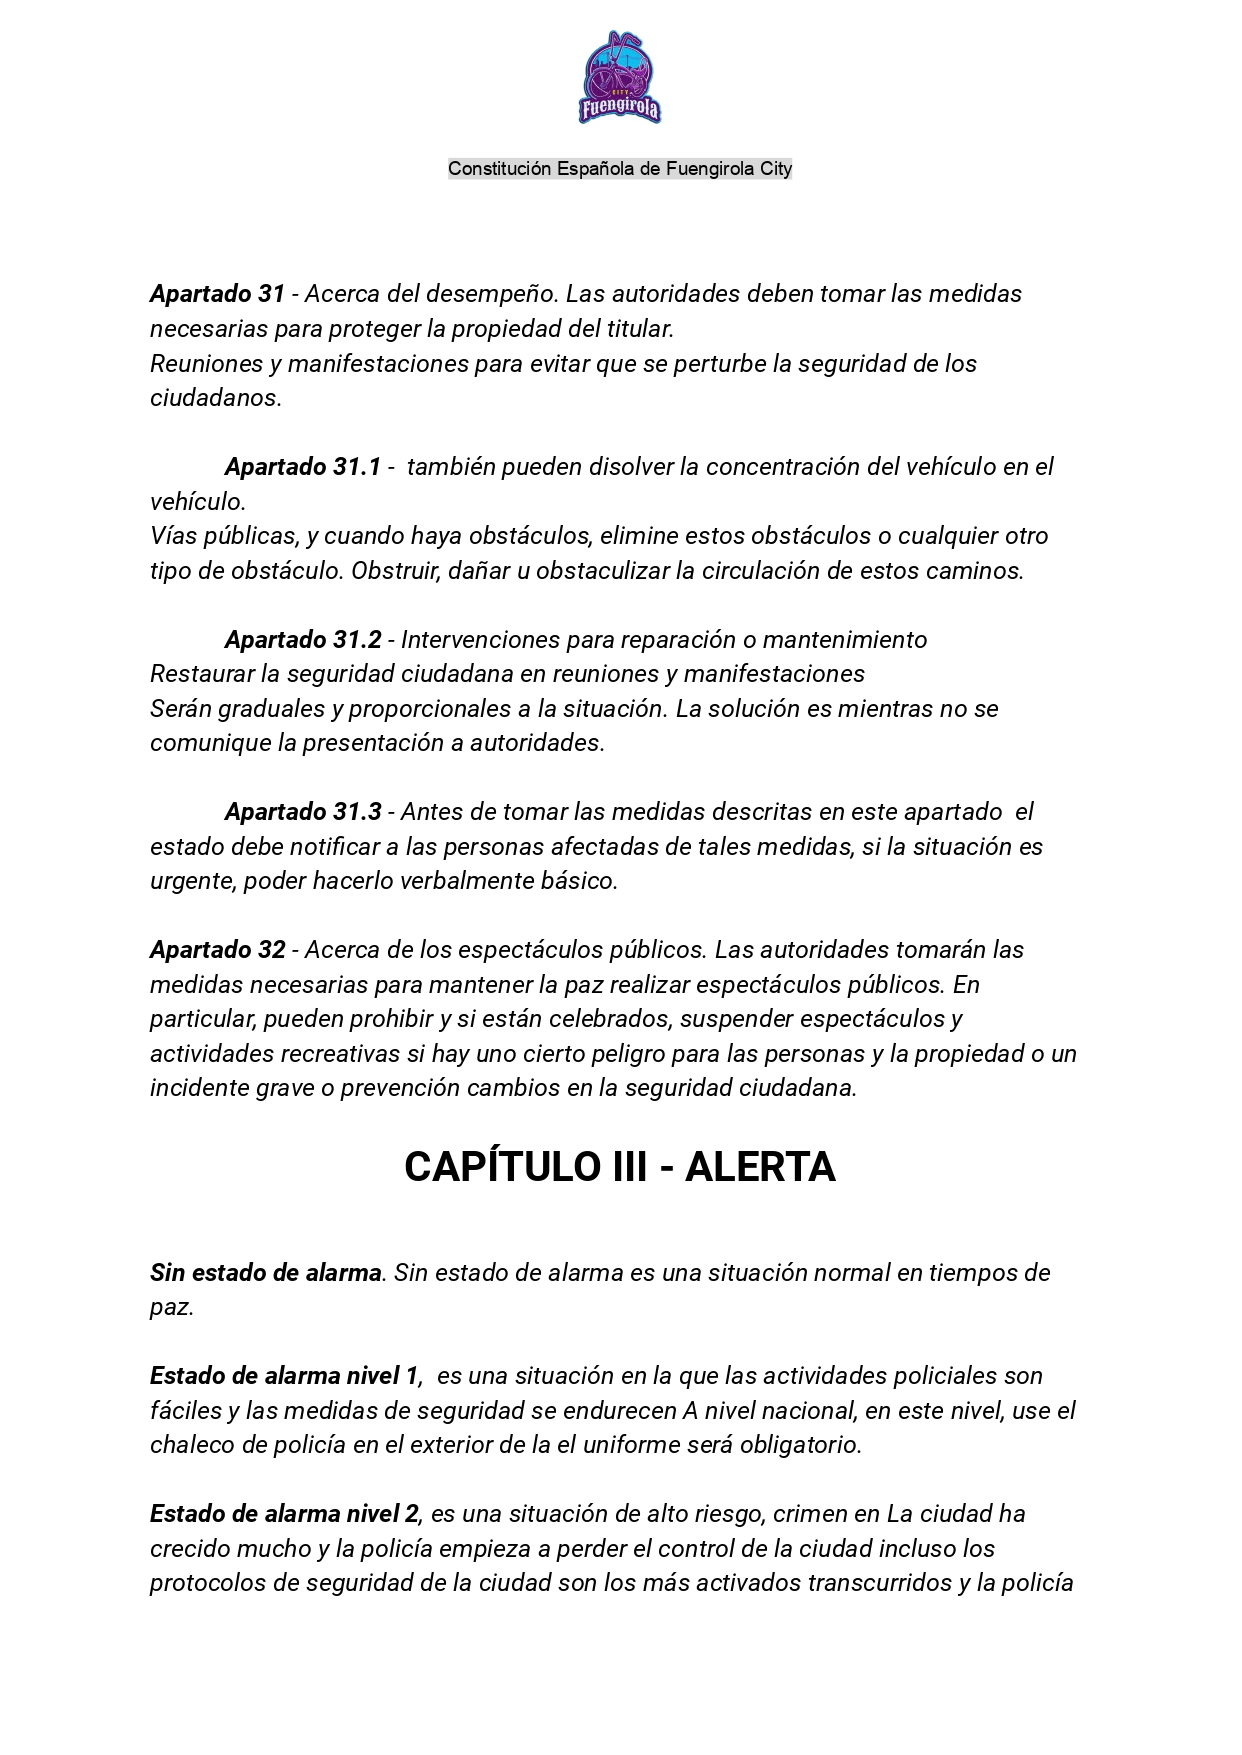 CITY
Fuengirola
Constitución Española de Fuengirola City
Apartado 31 - Acerca del desempeño. Las autoridades deben tomar las medidas
necesarias para proteger la propiedad del titular.
Reuniones y manifestaciones para evitar que se perturbe la seguridad de los
ciudadanos.
Apartado 31.1 - también pueden disolver la concentración del vehículo en el
vehículo.
Vías públicas, y cuando haya obstáculos, elimine estos obstáculos o cualquier otro
tipo de obstáculo. Obstruir, dañar u obstaculizar la circulación de estos caminos.
Apartado 31.2 - Intervenciones para reparación o mantenimiento
Restaurar la seguridad ciudadana en reuniones y manifestaciones
Serán graduales y proporcionales a la situación. La solución es mientras no se
comunique la presentación a autoridades.
Apartado 31.3 - Antes de tomar las medidas descritas en este apartado el
estado debe notificar a las personas afectadas de tales medidas, si la situación es
urgente, poder hacerlo verbalmente básico.
Apartado 32 - Acerca de los espectáculos públicos. Las autoridades tomarán las
medidas necesarias para mantener la paz realizar espectáculos públicos. En
particular, pueden prohibir y si están celebrados, suspender espectáculos y
actividades recreativas si hay uno cierto peligro para las personas y la propiedad o un
incidente grave o prevención cambios en la seguridad ciudadana.
CAPÍTULO III - ALERTA
Sin estado de alarma. Sin estado de alarma es una situación normal en tiempos de
paz.
Estado de alarma nivel 1, es una situación en la que las actividades policiales son
fáciles y las medidas de seguridad se endurecen A nivel nacional, en este nivel, use el
chaleco de policía en el exterior de la el uniforme será obligatorio.
Estado de alarma nivel 2, es una situación de alto riesgo, crimen en La ciudad ha
crecido mucho y la policía empieza a perder el control de la ciudad incluso los
protocolos de seguridad de la ciudad son los más activados transcurridos y la policía